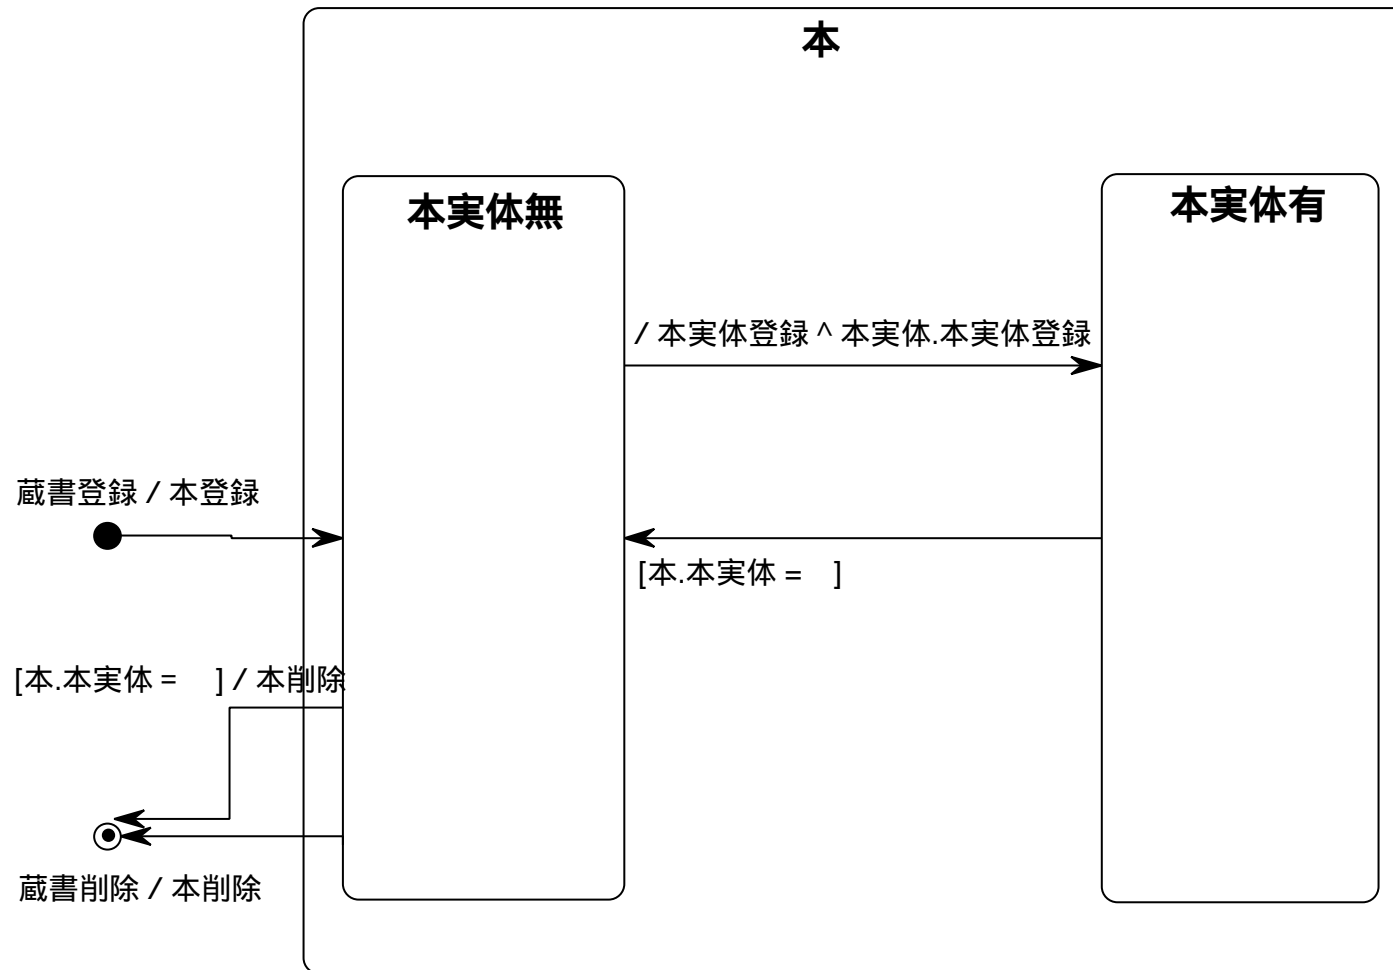 本
本実体無
本実体有
/ 本実体登録 ^ 本実体.本実体登録
蔵書登録 / 本登録
[本.本実体 = ]
[本.本実体 = ] / 本削除
蔵書削除 / 本削除